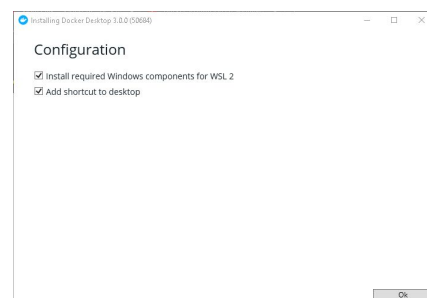 Installing Docker Desktop 3.0.0 (50684)
Configuration
Install required Windows components for WSL 2
Add shortcut to desktop
Ok